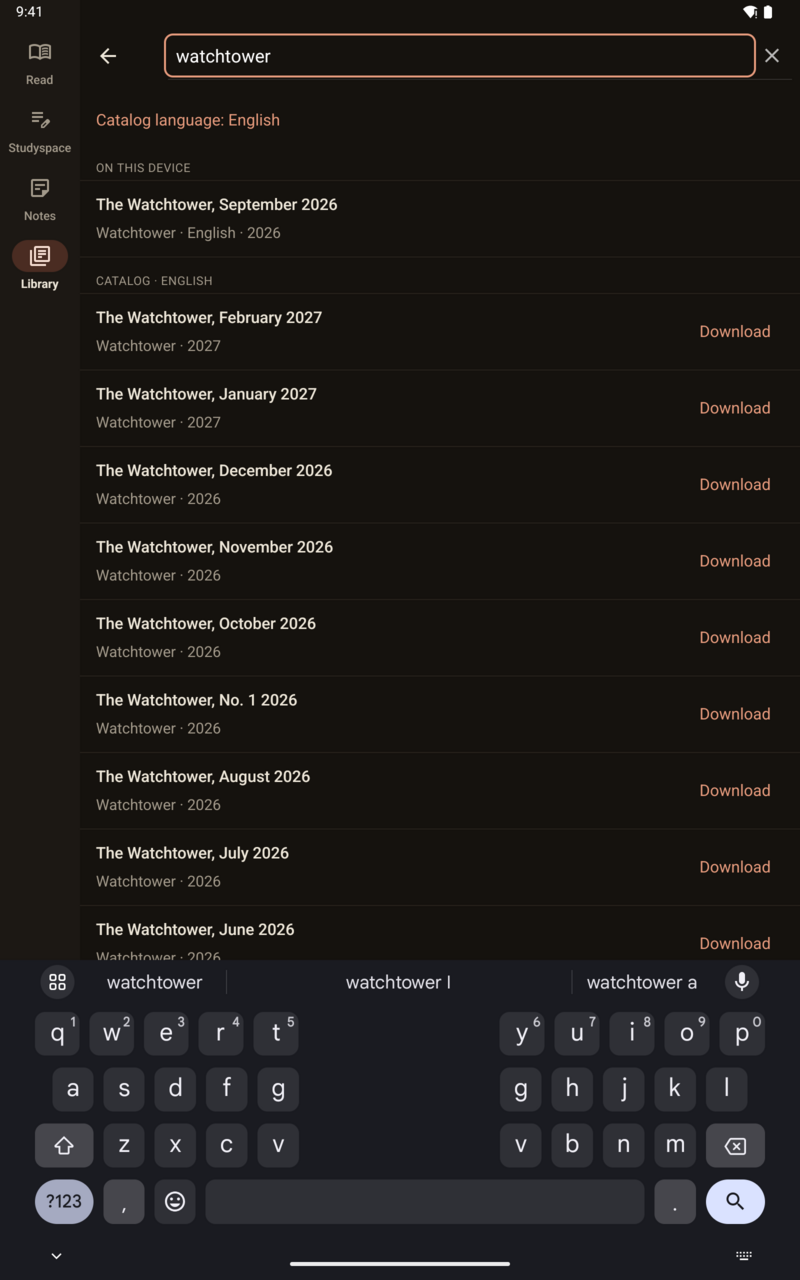 9:41
Read
Studyspace
Notes
Library
watchtower
Catalog language: English
ON THIS DEVICE
The Watchtower, September 2026
Watchtower · English · 2026
CATALOG · ENGLISH
The Watchtower, February 2027
Watchtower · 2027
Download
The Watchtower, January 2027
Watchtower · 2027
Download
The Watchtower, December 2026
Watchtower · 2026
Download
The Watchtower, November 2026
Watchtower · 2026
Download
The Watchtower, October 2026
Watchtower · 2026
Download
The Watchtower, No. 1 2026
Watchtower · 2026
Download
The Watchtower, August 2026
Watchtower · 2026
Download
The Watchtower, July 2026
Watchtower · 2026
Download
The Watchtower, June 2026
Watchtower · 2026
Download
watchtower watchtower I watchtower a
q1 w2 e3 r4 t5 y6 u7 i8 o9 p0
a s d f g g h j k l
z x c v v b n m
?123 , .